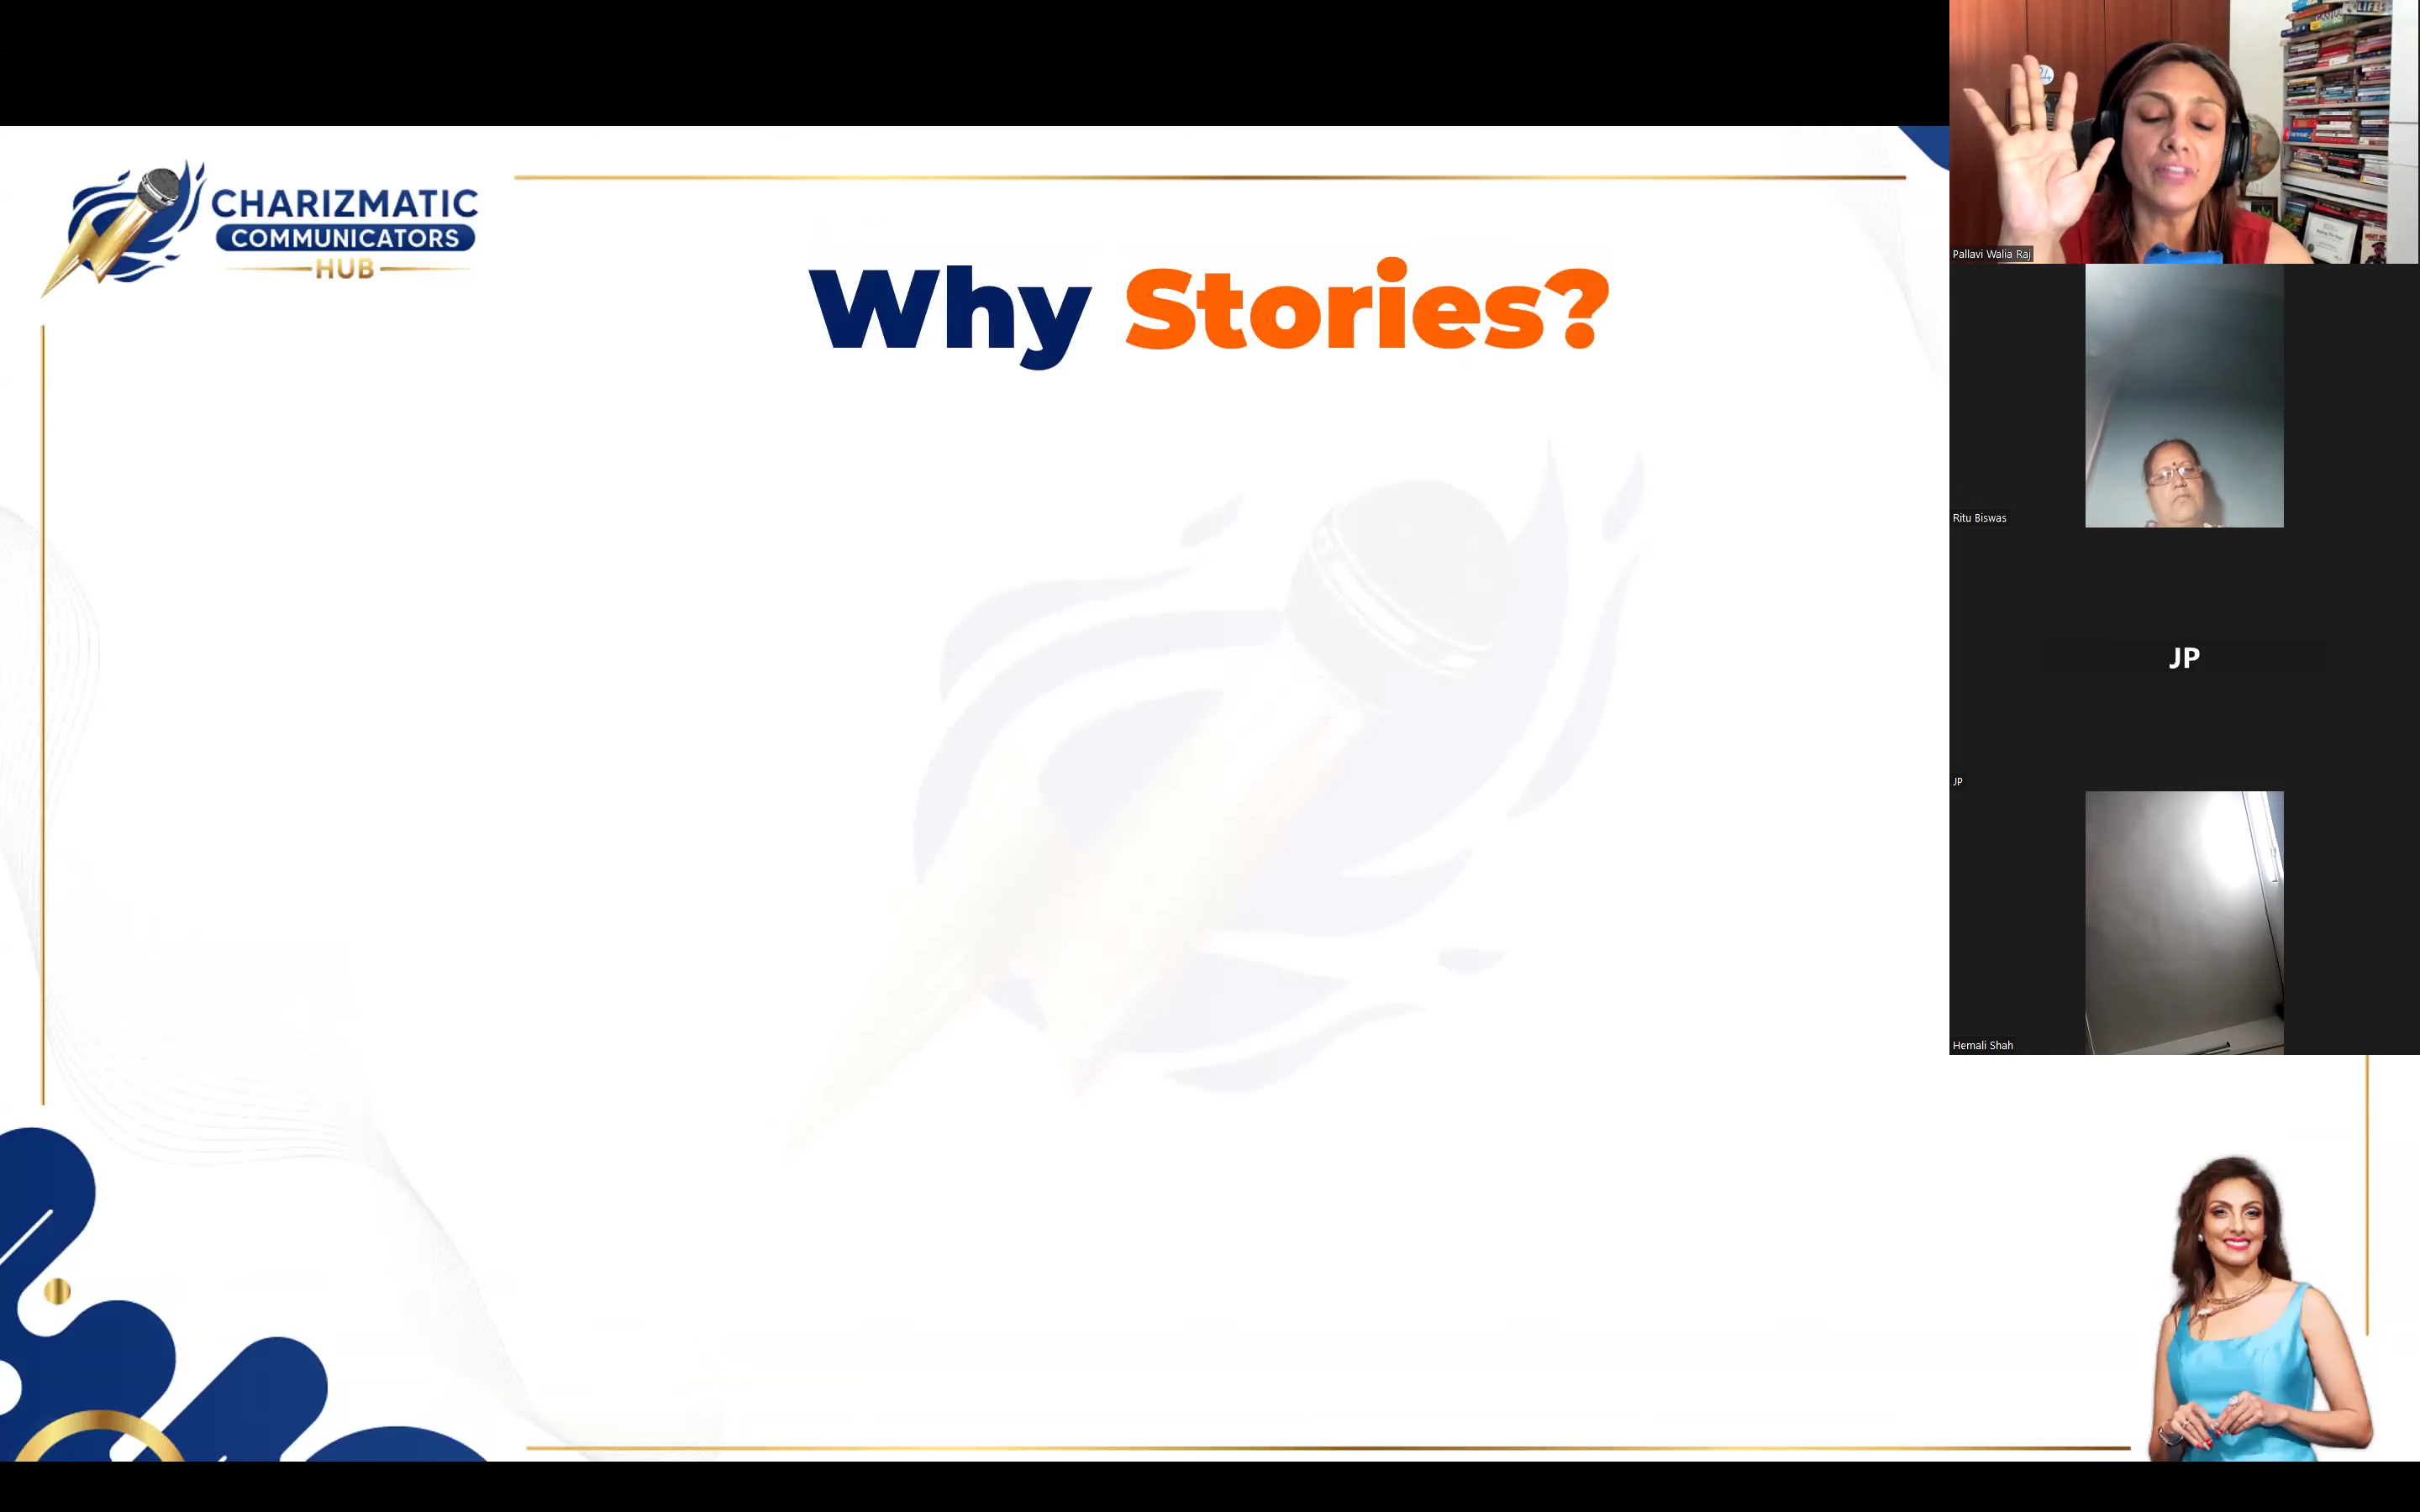 CHARIZMATIC
COMMUNICATORS
HUB
Why Stories?
Pallavi Walia Raj
Ritu Biswas
JP
JP
Hemali Shah